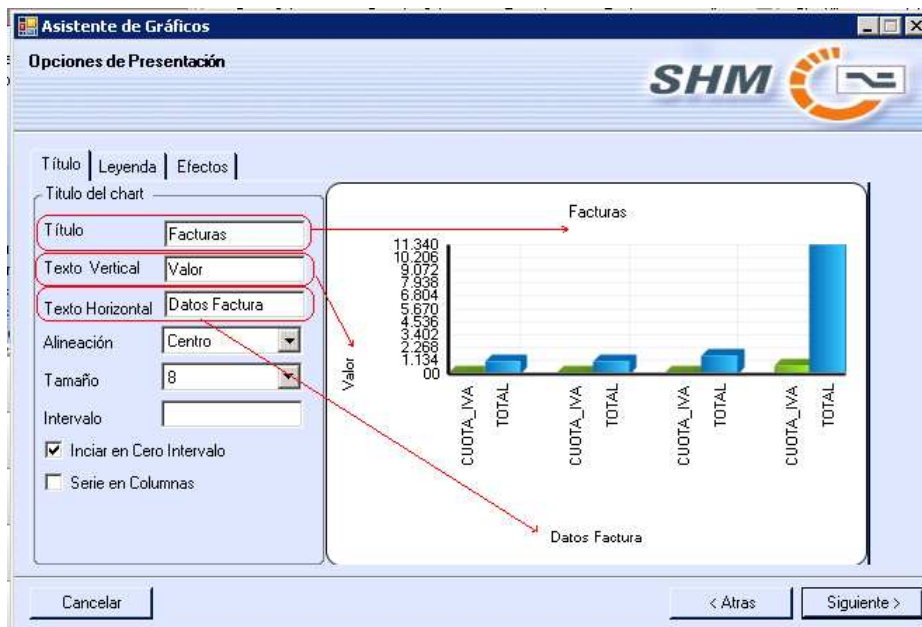 Asistente de Gráficos
Opciones de Presentación
SHM
Título
Leyenda
Efectos
Titulo del chart
Título
Facturas
Texto Vertical
Valor
Texto Horizontal
Datos Factura
Alineación
Centro
Tamaño
8
Intervalo
Inciar en Cero Intervalo
Serie en Columnas
Facturas
11.340
10.206
9.072
7.938
6.804
5.670
4.536
3.402
2.268
1.134
00
Valor
CUOTA_IVA
TOTAL
CUOTA_IVA
TOTAL
CUOTA_IVA
TOTAL
CUOTA_IVA
TOTAL
Datos Factura
Cancelar
< Atras
Siguiente >